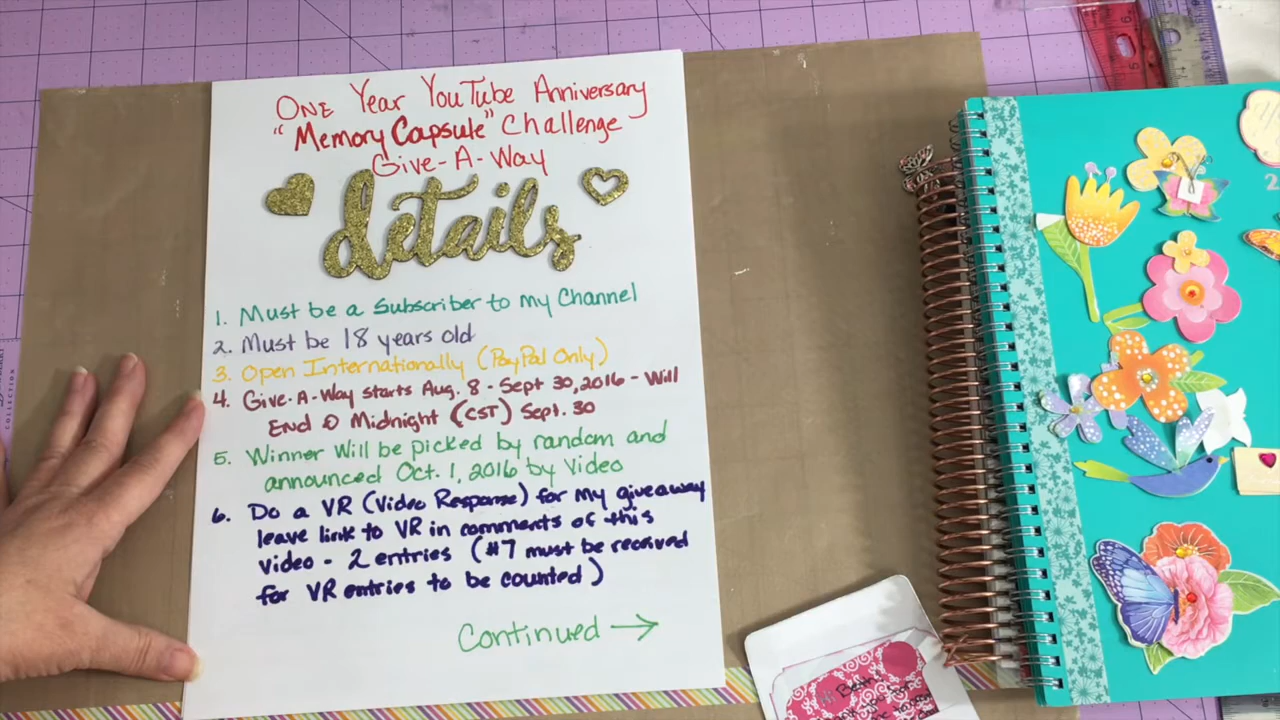 One Year YouTube Anniversary
"Memory Capsule" Challenge
Give-A-Way
details
1. Must be a Subscriber to my Channel
2. Must be 18 years old
3. Open Internationally (PayPal Only)
4. Give-A-Way starts Aug. 8 - Sept 30, 2016 - Will
End @ Midnight (CST) Sept. 30
5. Winner Will be picked by random and
announced Oct. 1, 2016 by Video
6. Do a VR (Video Response) for my giveaway
leave link to VR in comments of this
video - 2 entries (#7 must be received
for VR entries to be counted)
Continued →
COLLECTION